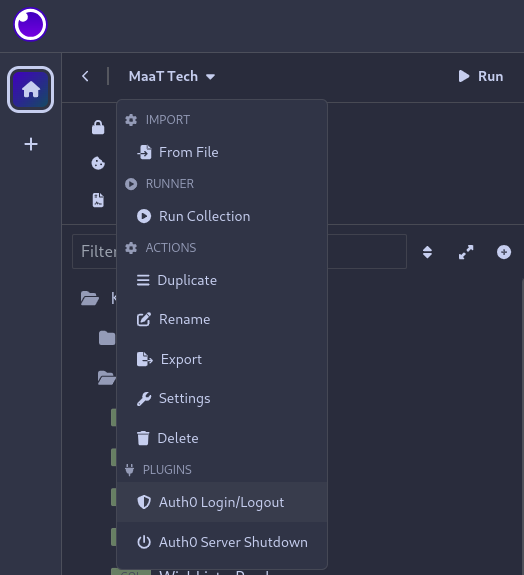 MaaT Tech
Run
IMPORT
From File
RUNNER
Run Collection
Filter
ACTIONS
Duplicate
Rename
Export
Settings
Delete
PLUGINS
Auth0 Login/Logout
Auth0 Server Shutdown